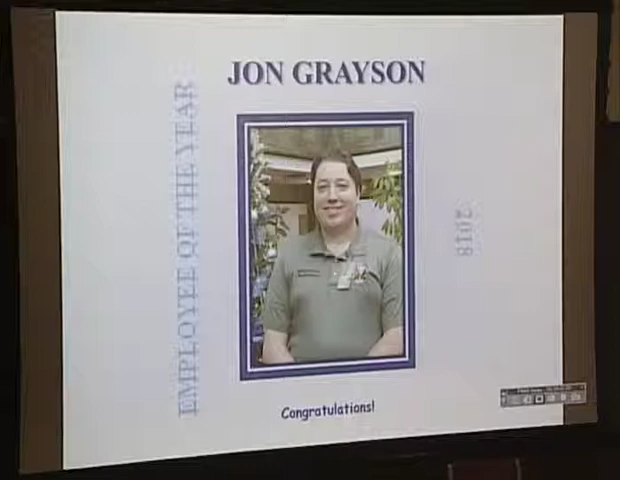 JON GRAYSON
EMPLOYEE OF THE YEAR
2018
Congratulations!